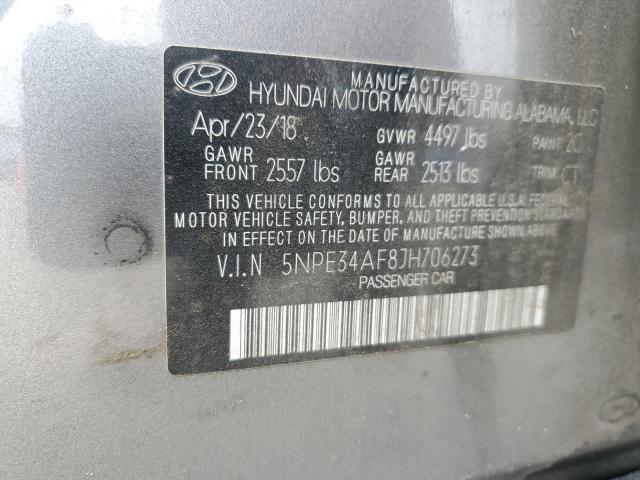 MANUFACTURED BY
HYUNDAI MOTOR MANUFACTURING ALABAMA, LLC
Apr/23/18 GVWR 4497 lbs PAINT 2C
GAWR FRONT 2557 lbs GAWR REAR 2513 lbs TRIM CT
THIS VEHICLE CONFORMS TO ALL APPLICABLE U.S.A. FEDERAL
MOTOR VEHICLE SAFETY, BUMPER, AND THEFT PREVENTION STANDARDS
IN EFFECT ON THE DATE OF MANUFACTURE SHOWN ABOVE.
V.I.N 5NPE34AF8JH706273
PASSENGER CAR